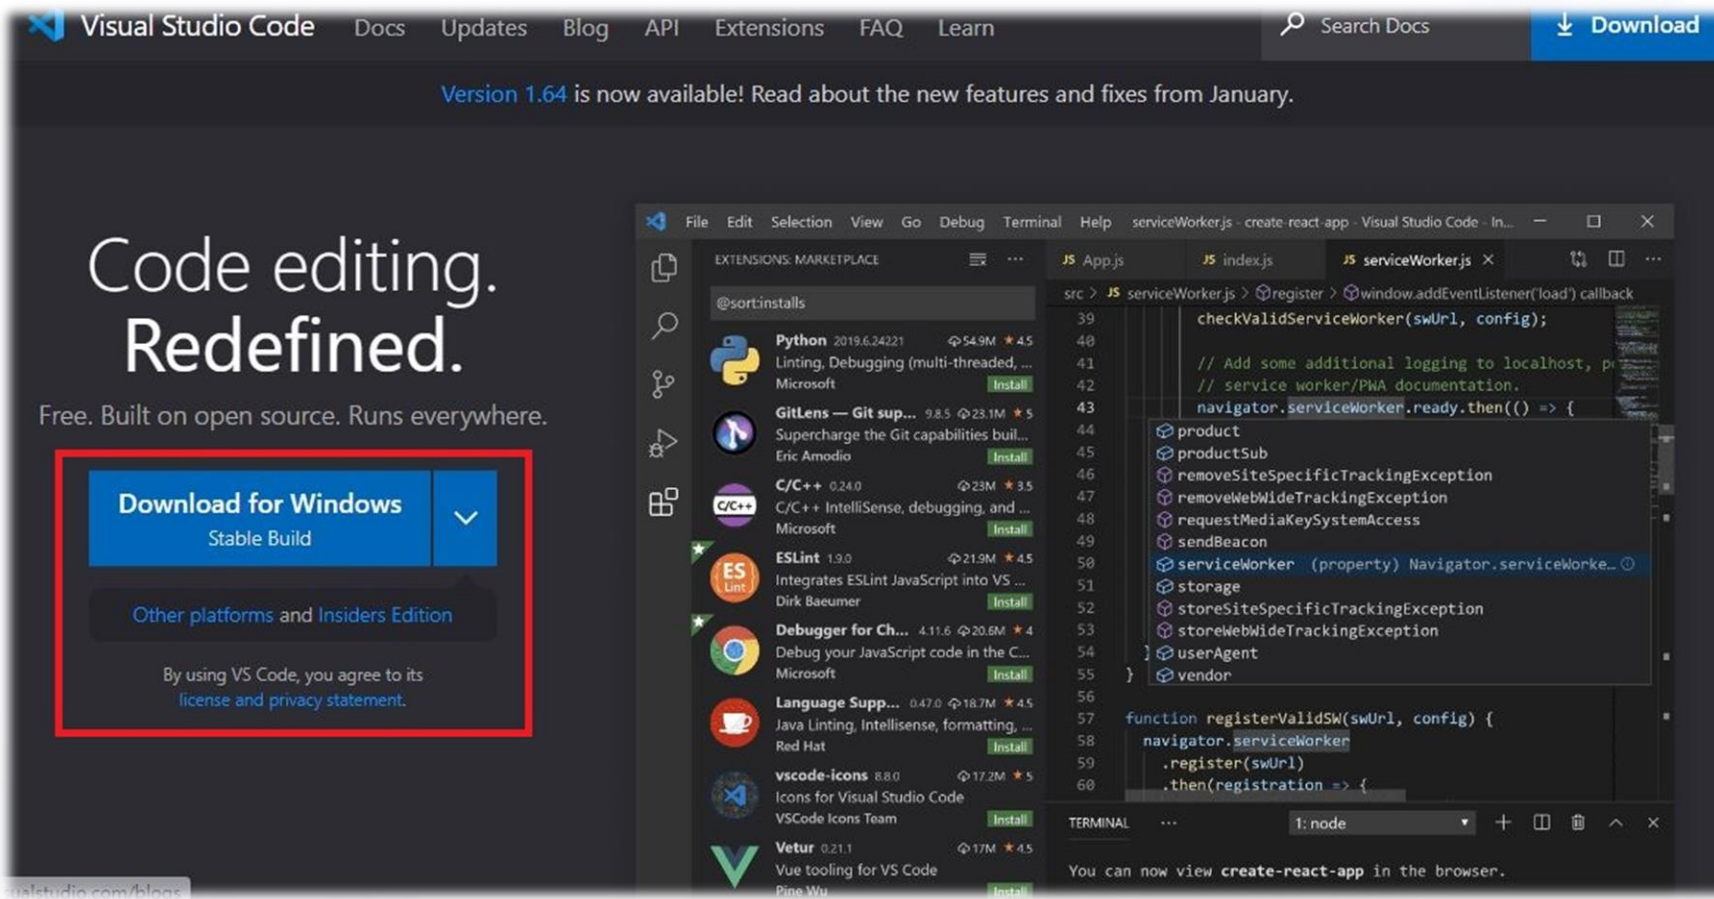 Visual Studio Code Docs Updates Blog API Extensions FAQ Learn Search Docs Download
Version 1.64 is now available! Read about the new features and fixes from January.
Code editing.
Redefined.
Free. Built on open source. Runs everywhere.
Download for Windows
Stable Build
Other platforms and Insiders Edition
By using VS Code, you agree to its
license and privacy statement.
File Edit Selection View Go Debug Terminal Help serviceWorker.js - create-react-app - Visual Studio Code - In...
EXTENSIONS: MARKETPLACE
@sort:installs
Python 2019.6.24221 54.9M ★ 4.5
Linting, Debugging (multi-threaded, ...
Microsoft Install
GitLens — Git sup... 9.8.5 23.1M ★ 5
Supercharge the Git capabilities buil...
Eric Amodio Install
C/C++ 0.24.0 23M ★ 3.5
C/C++ IntelliSense, debugging, and ...
Microsoft Install
C/C++
ESLint 1.9.0 21.9M ★ 4.5
Integrates ESLint JavaScript into VS ...
Dirk Baeumer Install
ES
Lint
Debugger for Ch... 4.11.6 20.6M ★ 4
Debug your JavaScript code in the C...
Microsoft Install
Language Supp... 0.47.0 18.7M ★ 4.5
Java Linting, Intellisense, formatting, ...
Red Hat Install
vscode-icons 8.8.0 17.2M ★ 5
Icons for Visual Studio Code
VSCode Icons Team Install
Vetur 0.21.1 17M ★ 4.5
Vue tooling for VS Code
Pine Wu Install
JS App.js JS index.js JS serviceWorker.js ×
src > JS serviceWorker.js > register > window.addEventListener('load') callback
39 checkValidServiceWorker(swUrl, config);
40
41 // Add some additional logging to localhost, p
42 // service worker/PWA documentation.
43 navigator.serviceWorker.ready.then(() => {
44 product
45 productSub
46 removeSiteSpecificTrackingException
47 removeWebWideTrackingException
48 requestMediaKeySystemAccess
49 sendBeacon
50 serviceWorker (property) Navigator.serviceWorke...
51 storage
52 storeSiteSpecificTrackingException
53 storeWebWideTrackingException
54 } userAgent
55 } vendor
56
57 function registerValidSW(swUrl, config) {
58 navigator.serviceWorker
59 .register(swUrl)
60 .then(registration => {
TERMINAL ... 1: node
You can now view create-react-app in the browser.
ualstudio.com/blogs